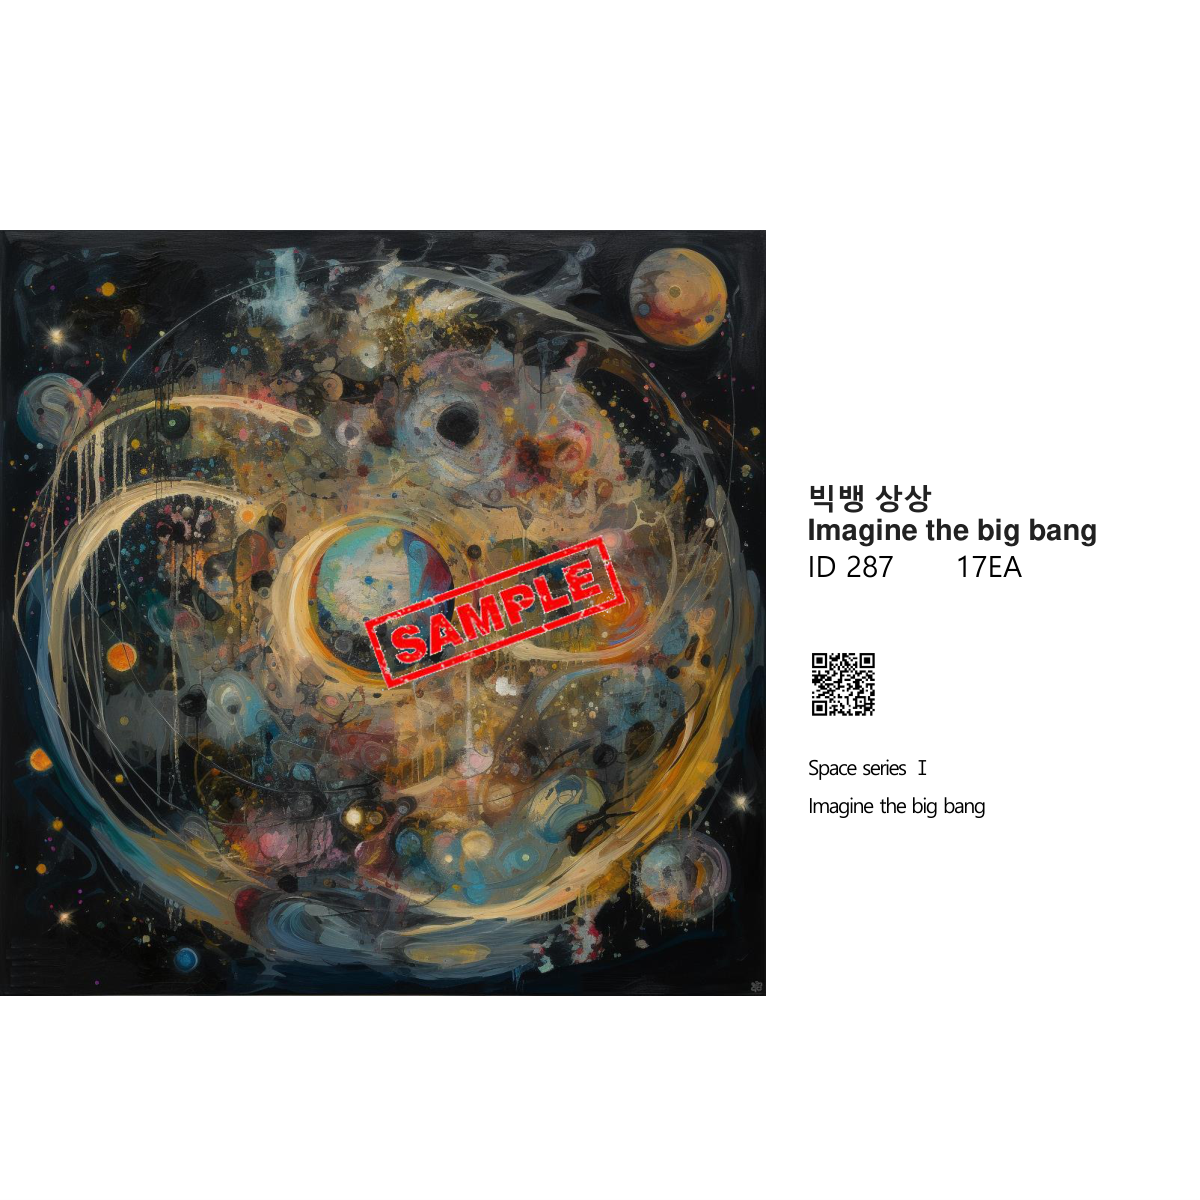 SAMPLE
빅뱅 상상
Imagine the big bang
ID 287 17EA
Space series Ⅰ
Imagine the big bang